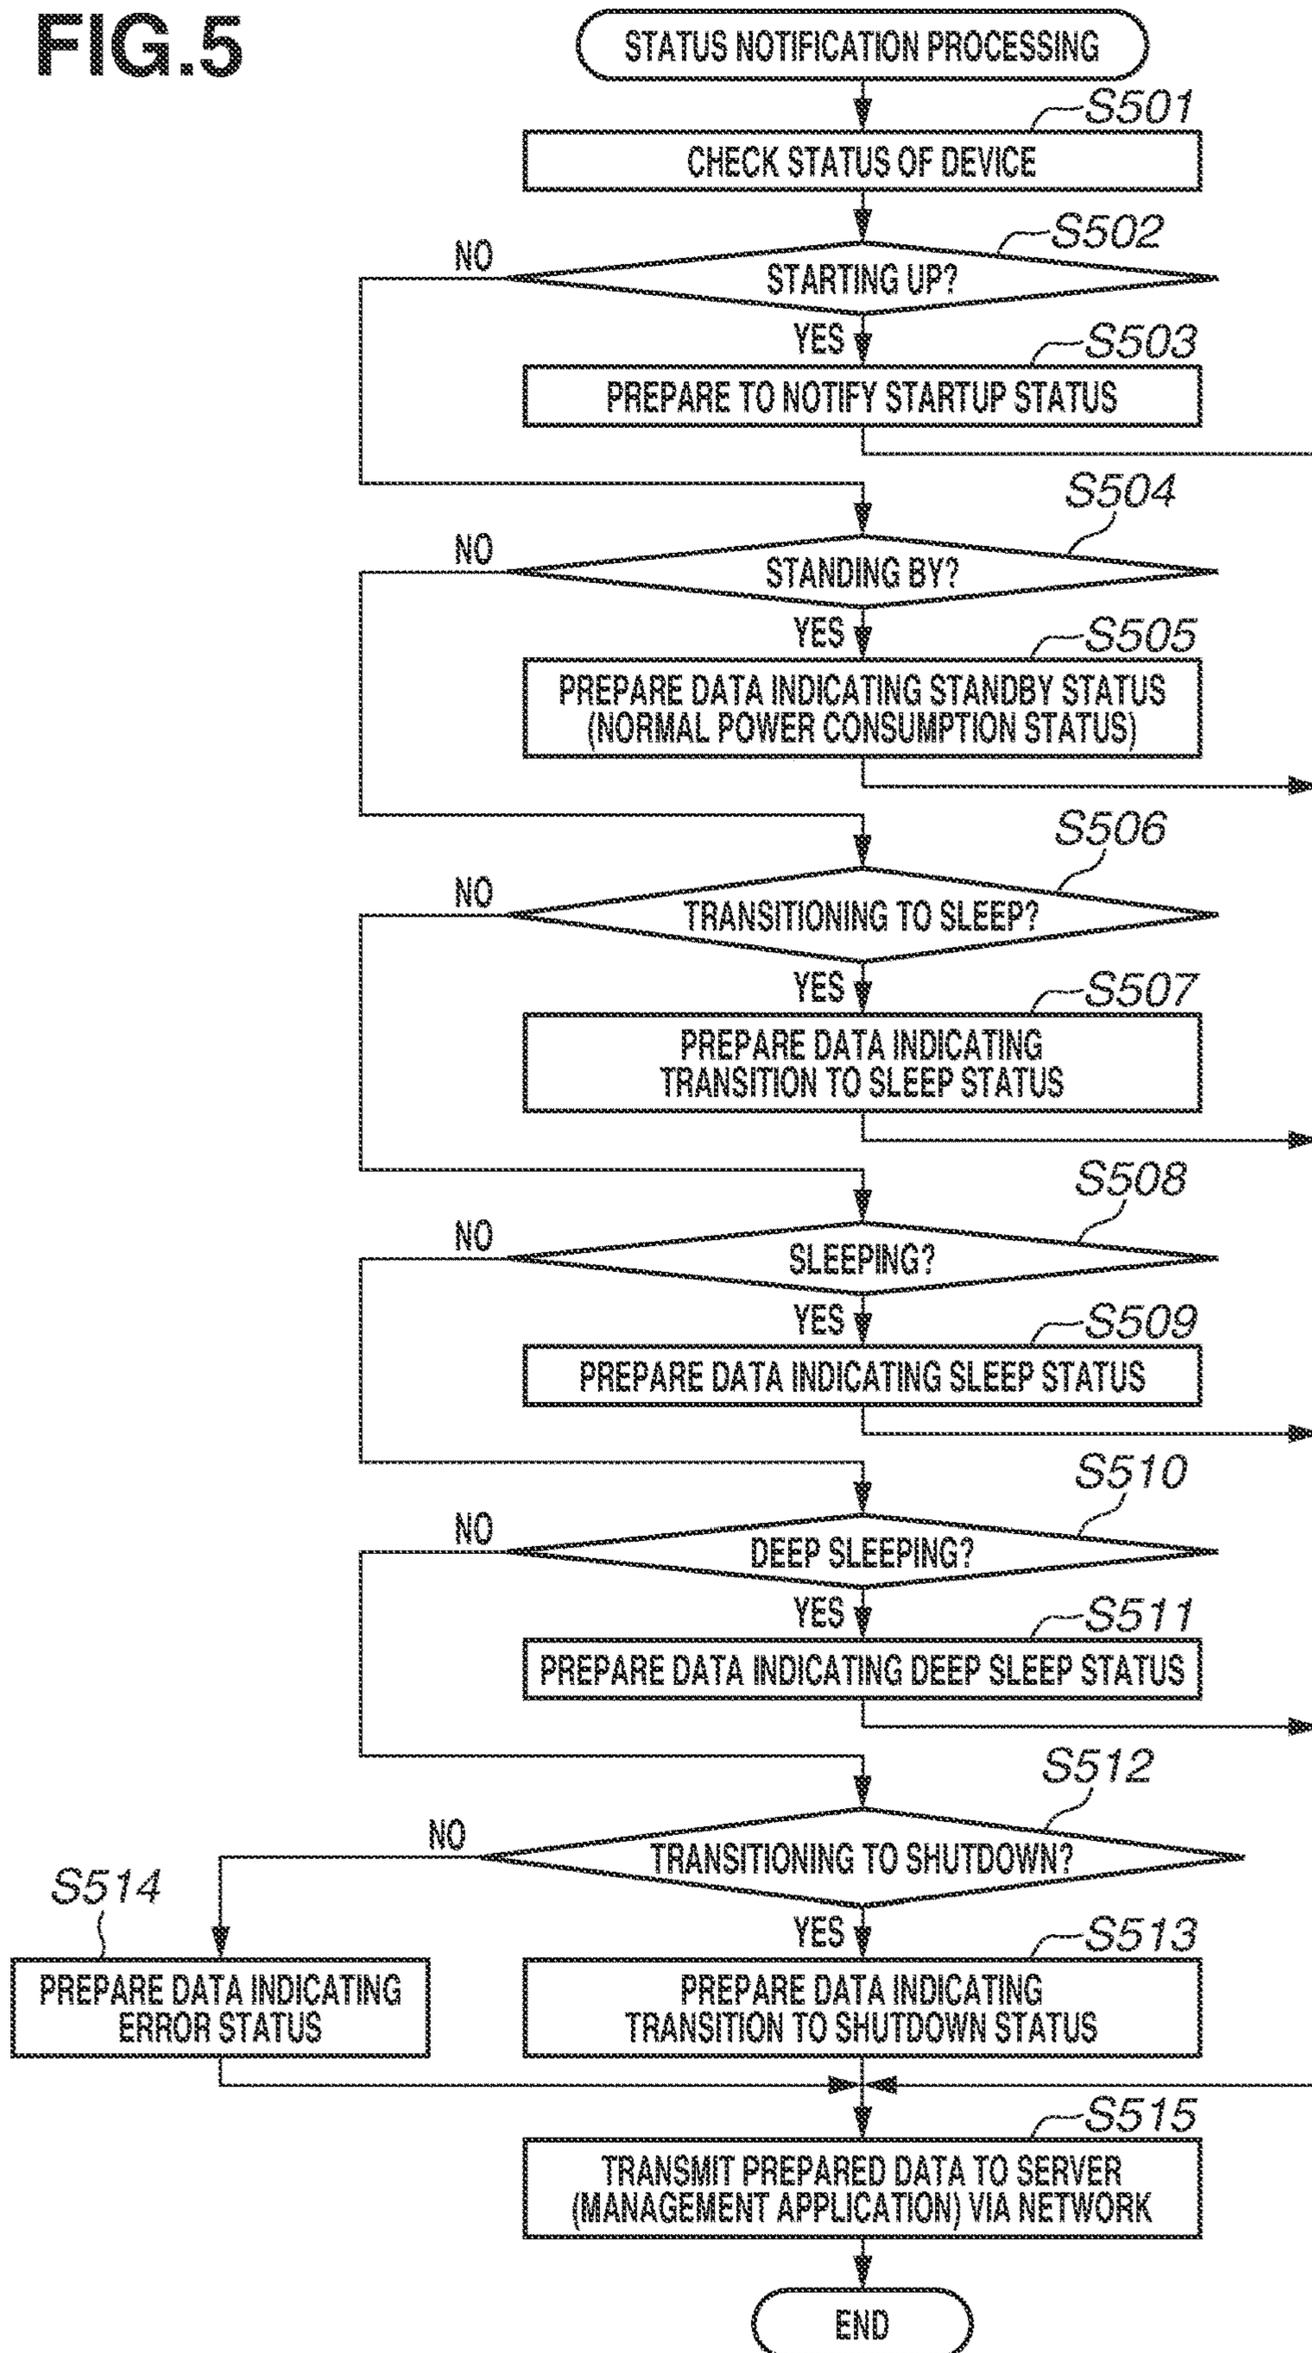 FIG.5
STATUS NOTIFICATION PROCESSING
S501
CHECK STATUS OF DEVICE
S502
NO
STARTING UP?
YES
S503
PREPARE TO NOTIFY STARTUP STATUS
S504
NO
STANDING BY?
YES
S505
PREPARE DATA INDICATING STANDBY STATUS
(NORMAL POWER CONSUMPTION STATUS)
S506
NO
TRANSITIONING TO SLEEP?
YES
S507
PREPARE DATA INDICATING
TRANSITION TO SLEEP STATUS
S508
NO
SLEEPING?
YES
S509
PREPARE DATA INDICATING SLEEP STATUS
S510
NO
DEEP SLEEPING?
YES
S511
PREPARE DATA INDICATING DEEP SLEEP STATUS
S512
NO
TRANSITIONING TO SHUTDOWN?
S514
YES
S513
PREPARE DATA INDICATING
ERROR STATUS
PREPARE DATA INDICATING
TRANSITION TO SHUTDOWN STATUS
S515
TRANSMIT PREPARED DATA TO SERVER
(MANAGEMENT APPLICATION) VIA NETWORK
END